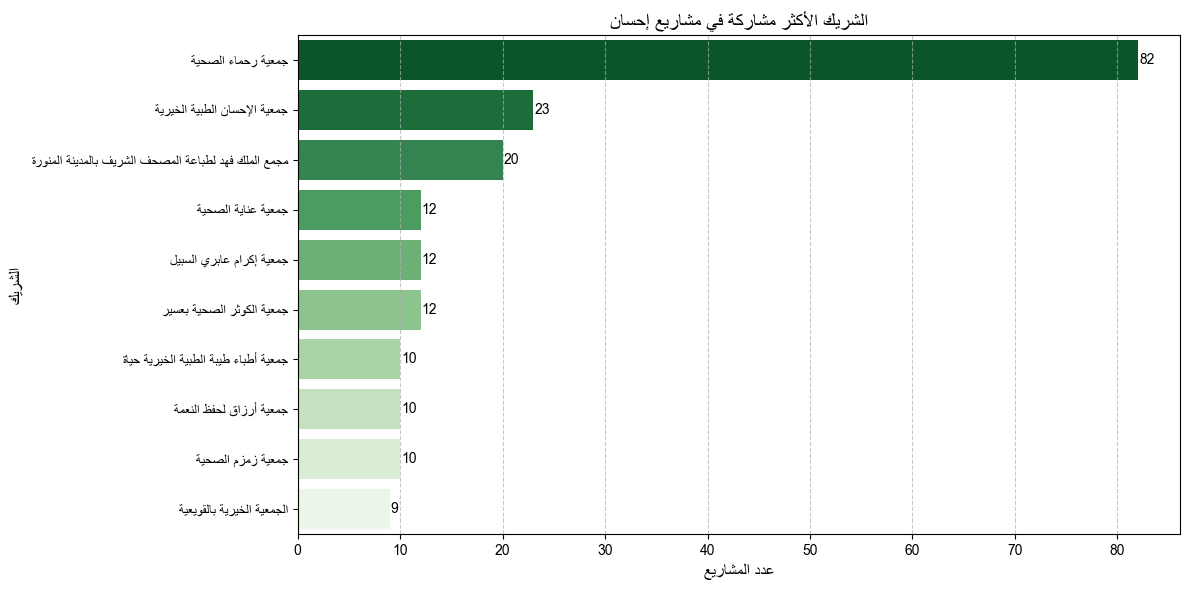 الشريك الأكثر مشاركة في مشاريع إحسان
جمعية رحماء الصحية
82
جمعية الإحسان الطبية الخيرية
23
مجمع الملك فهد لطباعة المصحف الشريف بالمدينة المنورة
20
جمعية عناية الصحية
12
جمعية إكرام عابري السبيل
12
جمعية الكوثر الصحية بعسير
12
جمعية أطباء طيبة الطبية الخيرية حياة
10
جمعية أرزاق لحفظ النعمة
10
جمعية زمزم الصحية
10
الجمعية الخيرية بالقويعية
9
الشريك
0 10 20 30 40 50 60 70 80
عدد المشاريع